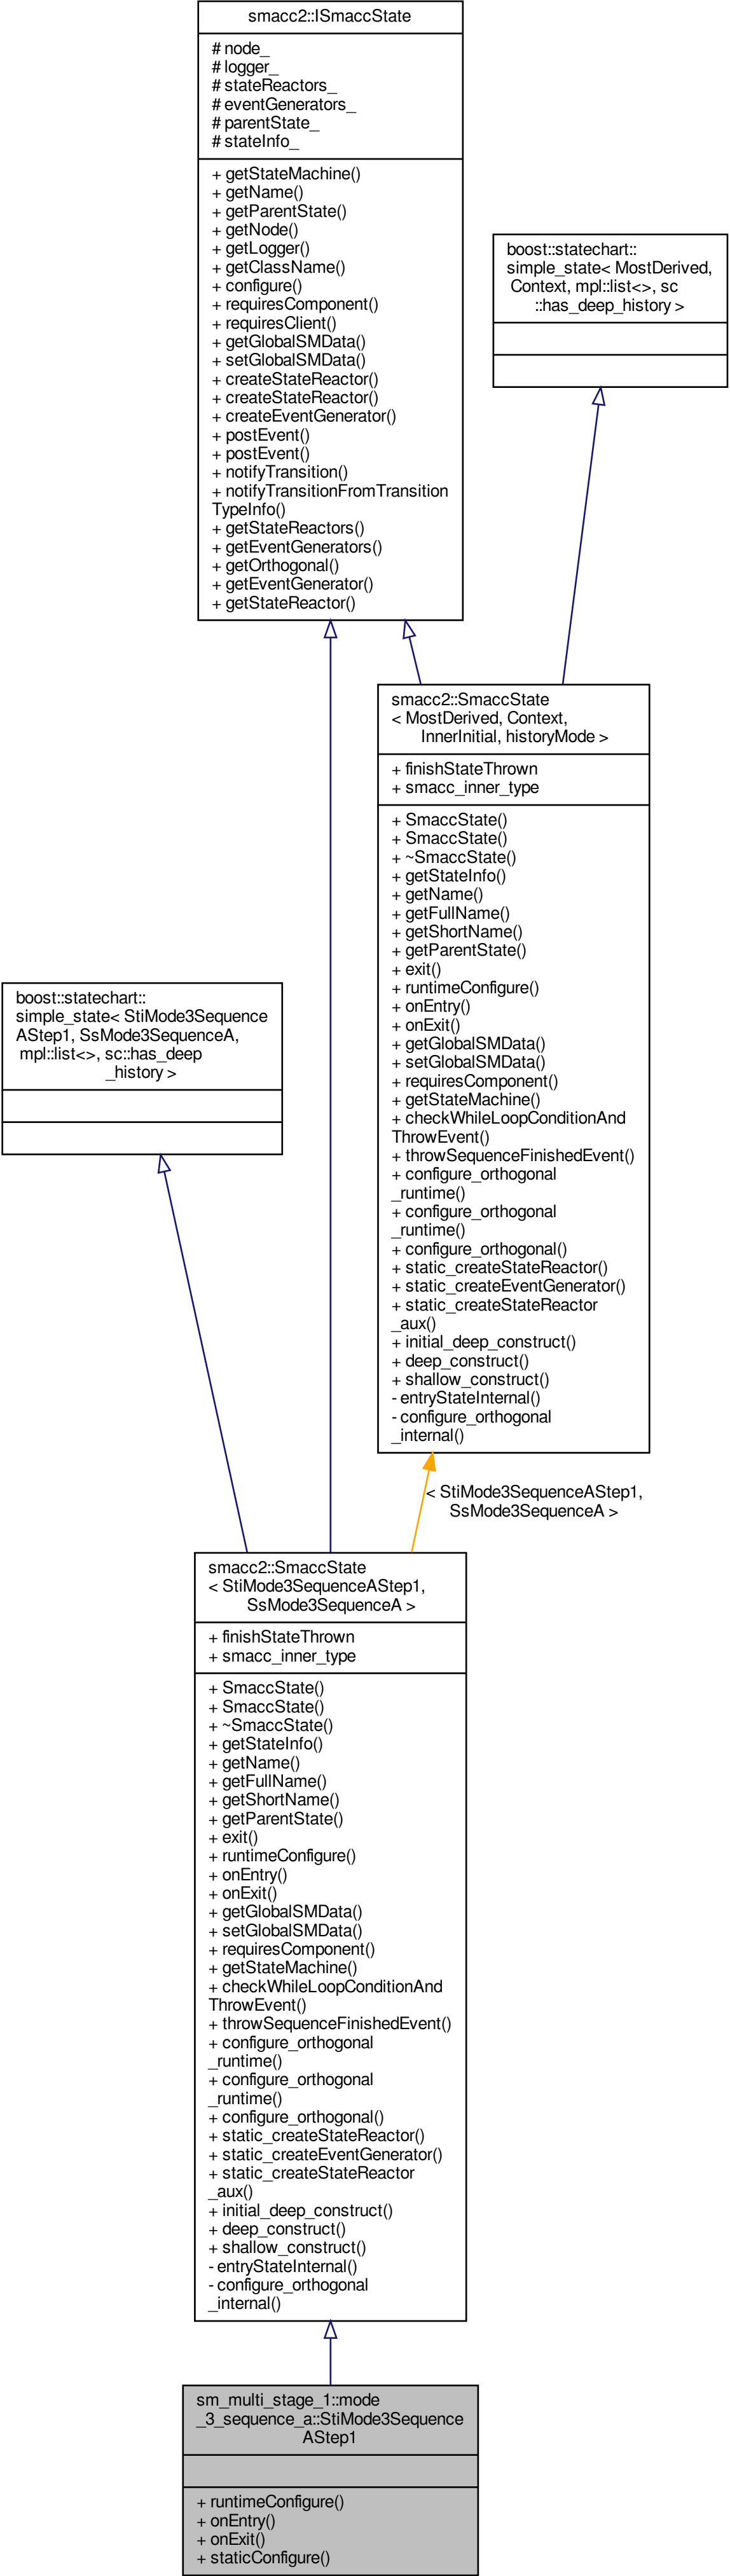 smacc2::ISmaccState
# node_
# logger_
# stateReactors_
# eventGenerators_
# parentState_
# stateInfo_
+ getStateMachine()
+ getName()
+ getParentState()
+ getNode()
+ getLogger()
+ getClassName()
+ configure()
+ requiresComponent()
+ requiresClient()
+ getGlobalSMData()
+ setGlobalSMData()
+ createStateReactor()
+ createStateReactor()
+ createEventGenerator()
+ postEvent()
+ postEvent()
+ notifyTransition()
+ notifyTransitionFromTransition
TypeInfo()
+ getStateReactors()
+ getEventGenerators()
+ getOrthogonal()
+ getEventGenerator()
+ getStateReactor()
boost::statechart::
simple_state< MostDerived,
Context, mpl::list<>, sc
::has_deep_history >
smacc2::SmaccState
< MostDerived, Context,
InnerInitial, historyMode >
+ finishStateThrown
+ smacc_inner_type
+ SmaccState()
+ SmaccState()
+ ~SmaccState()
+ getStateInfo()
+ getName()
+ getFullName()
+ getShortName()
+ getParentState()
+ exit()
+ runtimeConfigure()
+ onEntry()
+ onExit()
+ getGlobalSMData()
+ setGlobalSMData()
+ requiresComponent()
+ getStateMachine()
+ checkWhileLoopConditionAnd
ThrowEvent()
+ throwSequenceFinishedEvent()
+ configure_orthogonal
_runtime()
+ configure_orthogonal
_runtime()
+ configure_orthogonal()
+ static_createStateReactor()
+ static_createEventGenerator()
+ static_createStateReactor
_aux()
+ initial_deep_construct()
+ deep_construct()
+ shallow_construct()
- entryStateInternal()
- configure_orthogonal
_internal()
boost::statechart::
simple_state< StiMode3Sequence
AStep1, SsMode3SequenceA,
mpl::list<>, sc::has_deep
_history >
< StiMode3SequenceAStep1,
SsMode3SequenceA >
smacc2::SmaccState
< StiMode3SequenceAStep1,
SsMode3SequenceA >
+ finishStateThrown
+ smacc_inner_type
+ SmaccState()
+ SmaccState()
+ ~SmaccState()
+ getStateInfo()
+ getName()
+ getFullName()
+ getShortName()
+ getParentState()
+ exit()
+ runtimeConfigure()
+ onEntry()
+ onExit()
+ getGlobalSMData()
+ setGlobalSMData()
+ requiresComponent()
+ getStateMachine()
+ checkWhileLoopConditionAnd
ThrowEvent()
+ throwSequenceFinishedEvent()
+ configure_orthogonal
_runtime()
+ configure_orthogonal
_runtime()
+ configure_orthogonal()
+ static_createStateReactor()
+ static_createEventGenerator()
+ static_createStateReactor
_aux()
+ initial_deep_construct()
+ deep_construct()
+ shallow_construct()
- entryStateInternal()
- configure_orthogonal
_internal()
sm_multi_stage_1::mode
_3_sequence_a::StiMode3Sequence
AStep1
+ runtimeConfigure()
+ onEntry()
+ onExit()
+ staticConfigure()